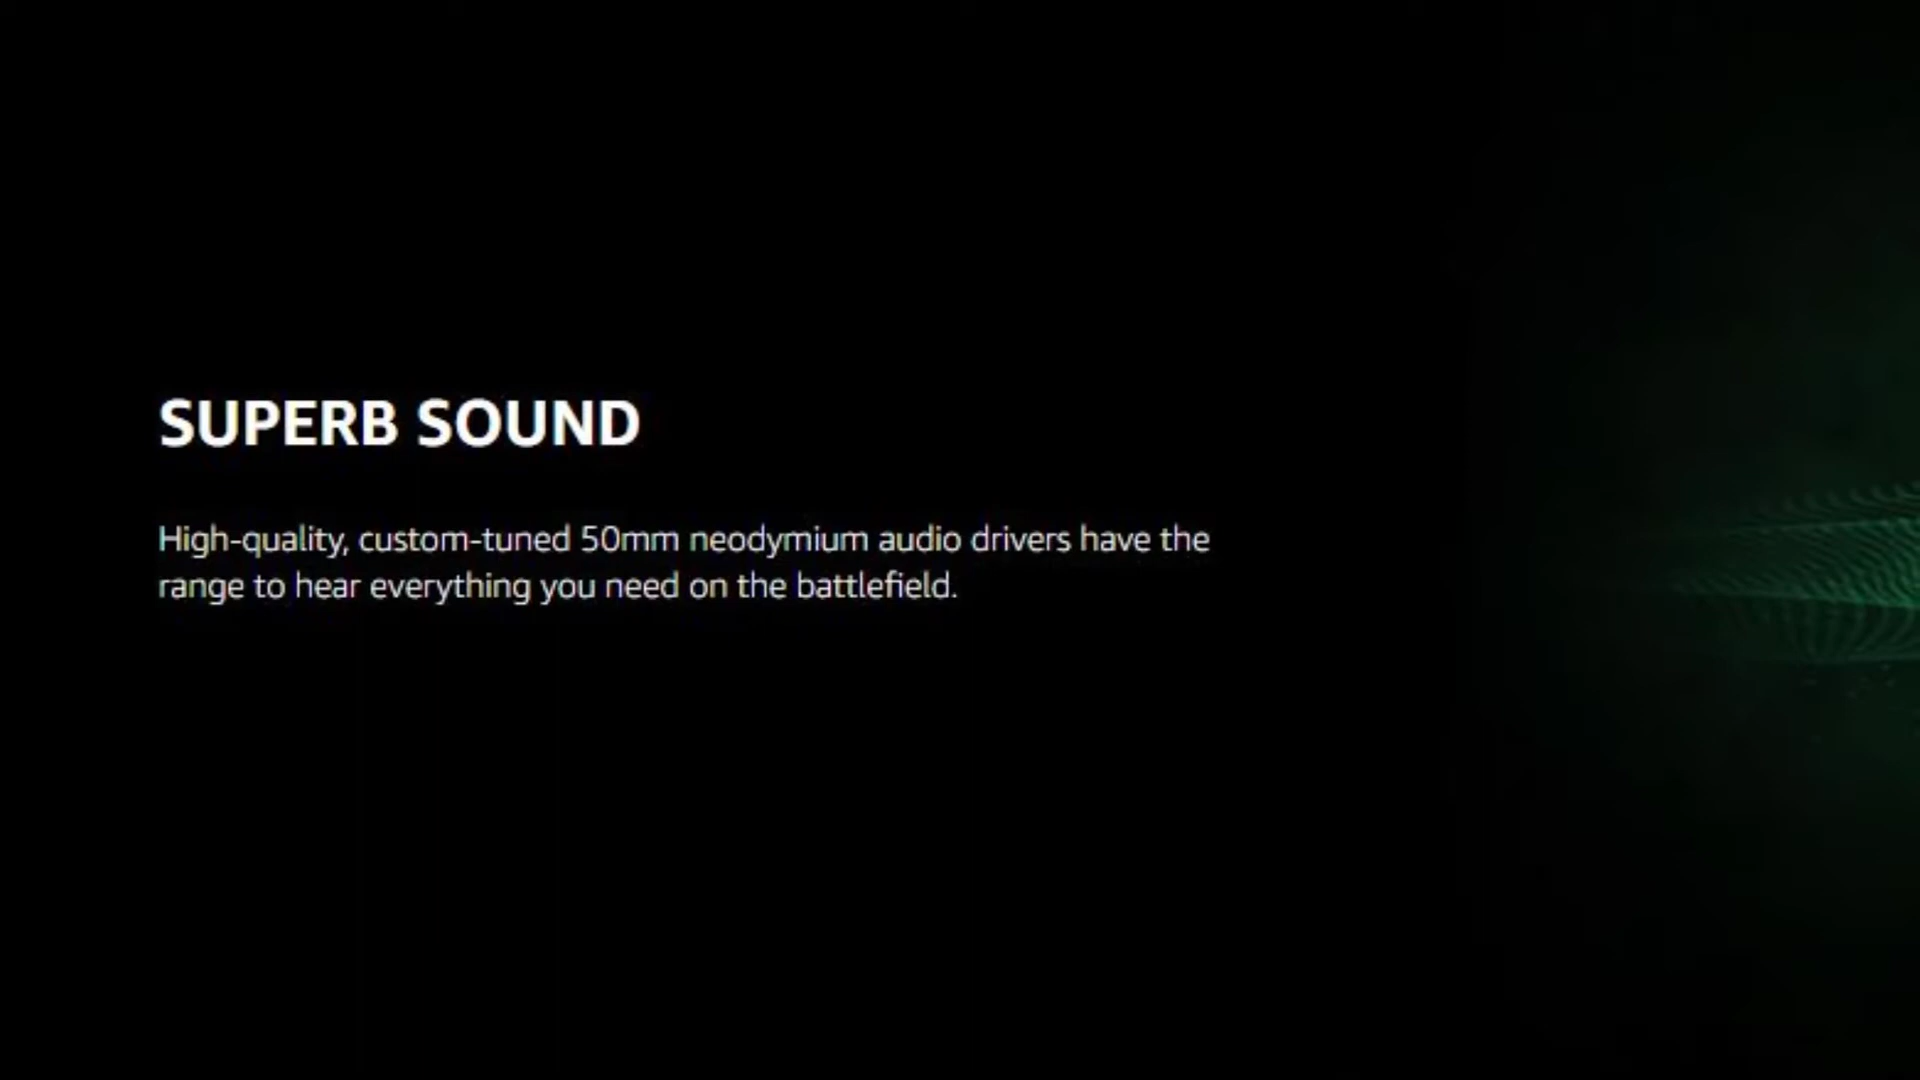 SUPERB SOUND
High-quality, custom-tuned 50mm neodymium audio drivers have the
range to hear everything you need on the battlefield.